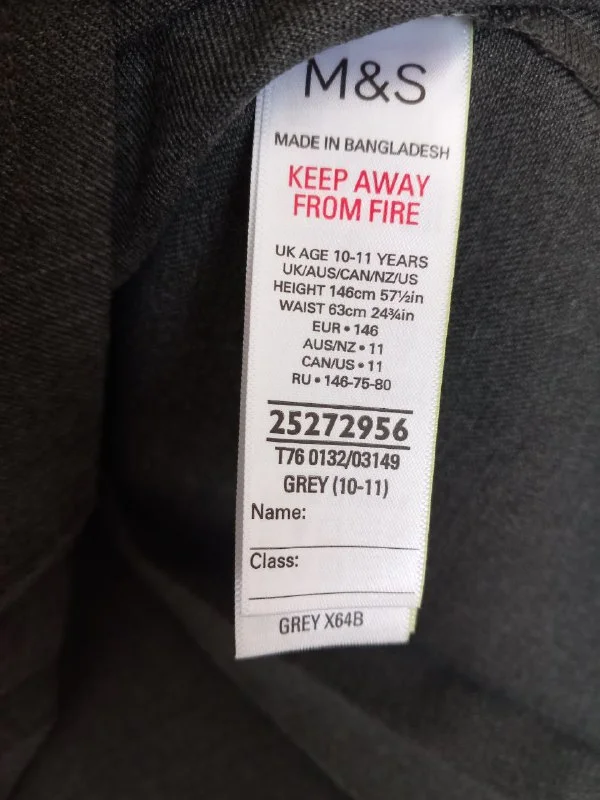 M&S
MADE IN BANGLADESH
KEEP AWAY
FROM FIRE
UK AGE 10-11 YEARS
UK/AUS/CAN/NZ/US
HEIGHT 146cm 57½in
WAIST 63cm 24¾in
EUR • 146
AUS/NZ • 11
CAN/US • 11
RU • 146-75-80
25272956
T76 0132/03149
GREY (10-11)
Name:
Class:
GREY X64B